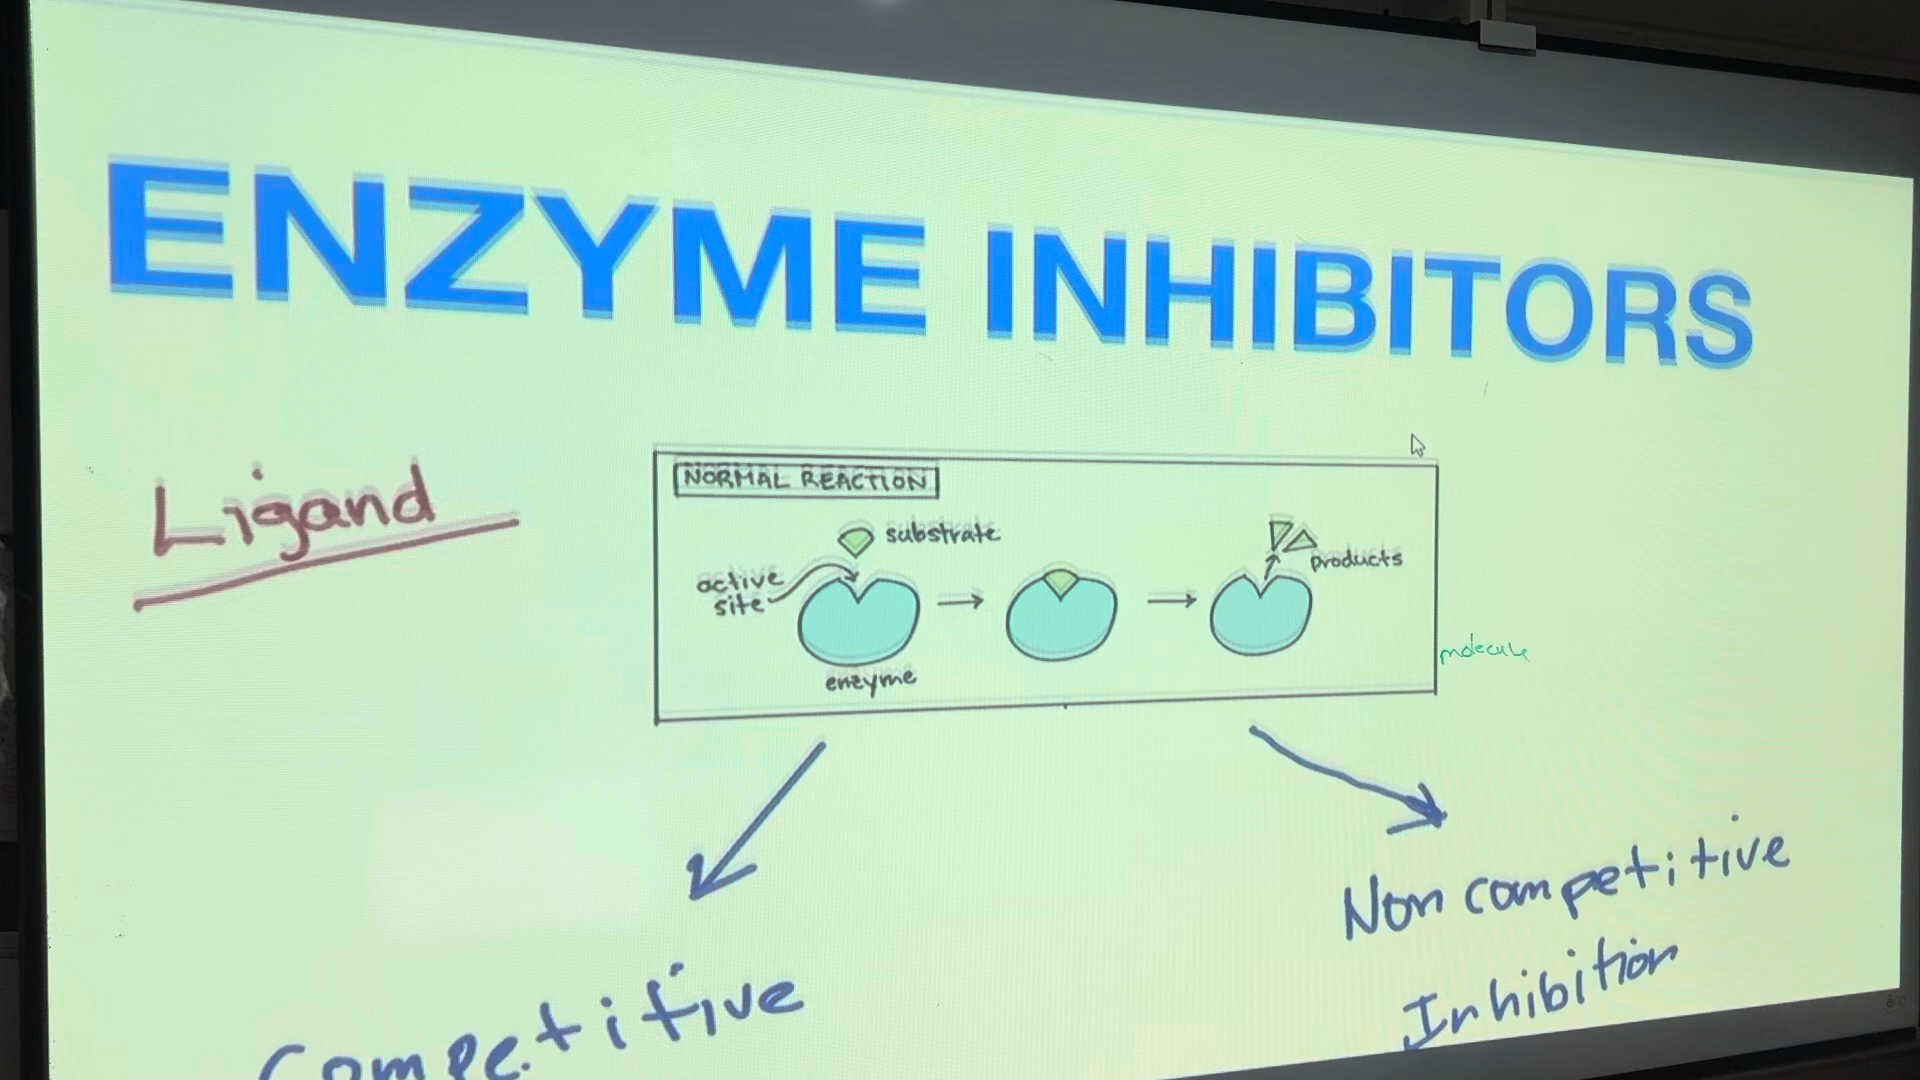 ENZYME INHIBITORS
Ligand
NORMAL REACTION
substrate
active
site
enzyme
products
molecule
Competitive
Non competitive
Inhibition